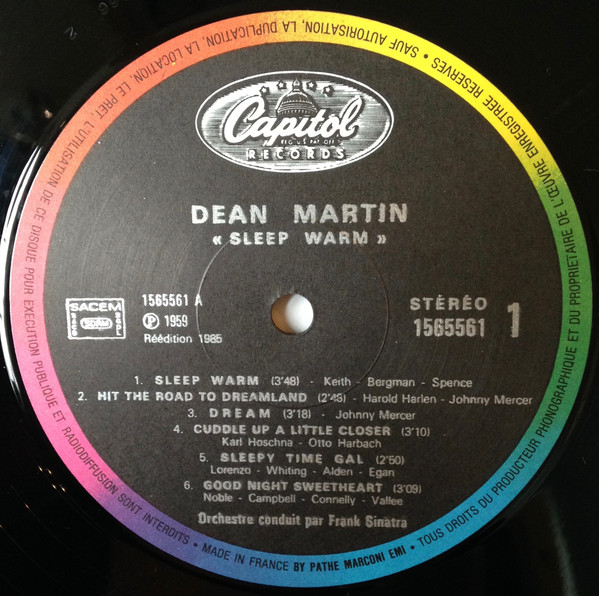 Capitol
REG. U.S. PAT. OFF.
RECORDS
DEAN MARTIN
« SLEEP WARM »
SACEM
SACD
SDRM
SGDL
1565561 A
Ⓟ 1959
Réédition 1985
STÉRÉO
1565561
1
1. SLEEP WARM (3'48) - Keith - Bergman - Spence
2. HIT THE ROAD TO DREAMLAND (2'48) - Harold Harlen - Johnny Mercer
3. DREAM (3'18) - Johnny Mercer
4. CUDDLE UP A LITTLE CLOSER (3'10)
Karl Hoschna - Otto Harbach
5. SLEEPY TIME GAL (2'50)
Lorenzo - Whiting - Alden - Egan
6. GOOD NIGHT SWEETHEART (3'09)
Noble - Campbell - Connelly - Vallee
Orchestre conduit par Frank Sinatra
• MADE IN FRANCE BY PATHE MARCONI EMI • TOUS DROITS DU PRODUCTEUR PHONOGRAPHIQUE ET DU PROPRIETAIRE DE L'ŒUVRE ENREGISTREE RESERVES • SAUF AUTORISATION, LA DUPLICATION, LA LOCATION, LE PRET, L'UTILISATION DE CE DISQUE POUR EXECUTION PUBLIQUE ET RADIODIFFUSION SONT INTERDITS